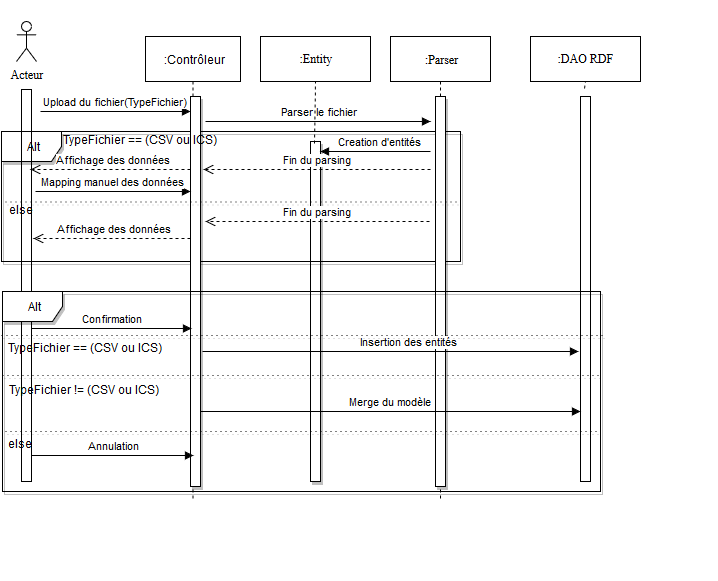 Acteur
:Contrôleur
:Entity
:Parser
:DAO RDF
Upload du fichier(TypeFichier)
Parser le fichier
Alt
TypeFichier == (CSV ou ICS)
Creation d'entités
Affichage des données
Fin du parsing
Mapping manuel des données
else
Fin du parsing
Affichage des données
Alt
Confirmation
TypeFichier == (CSV ou ICS)
Insertion des entités
TypeFichier != (CSV ou ICS)
Merge du modèle
else
Annulation